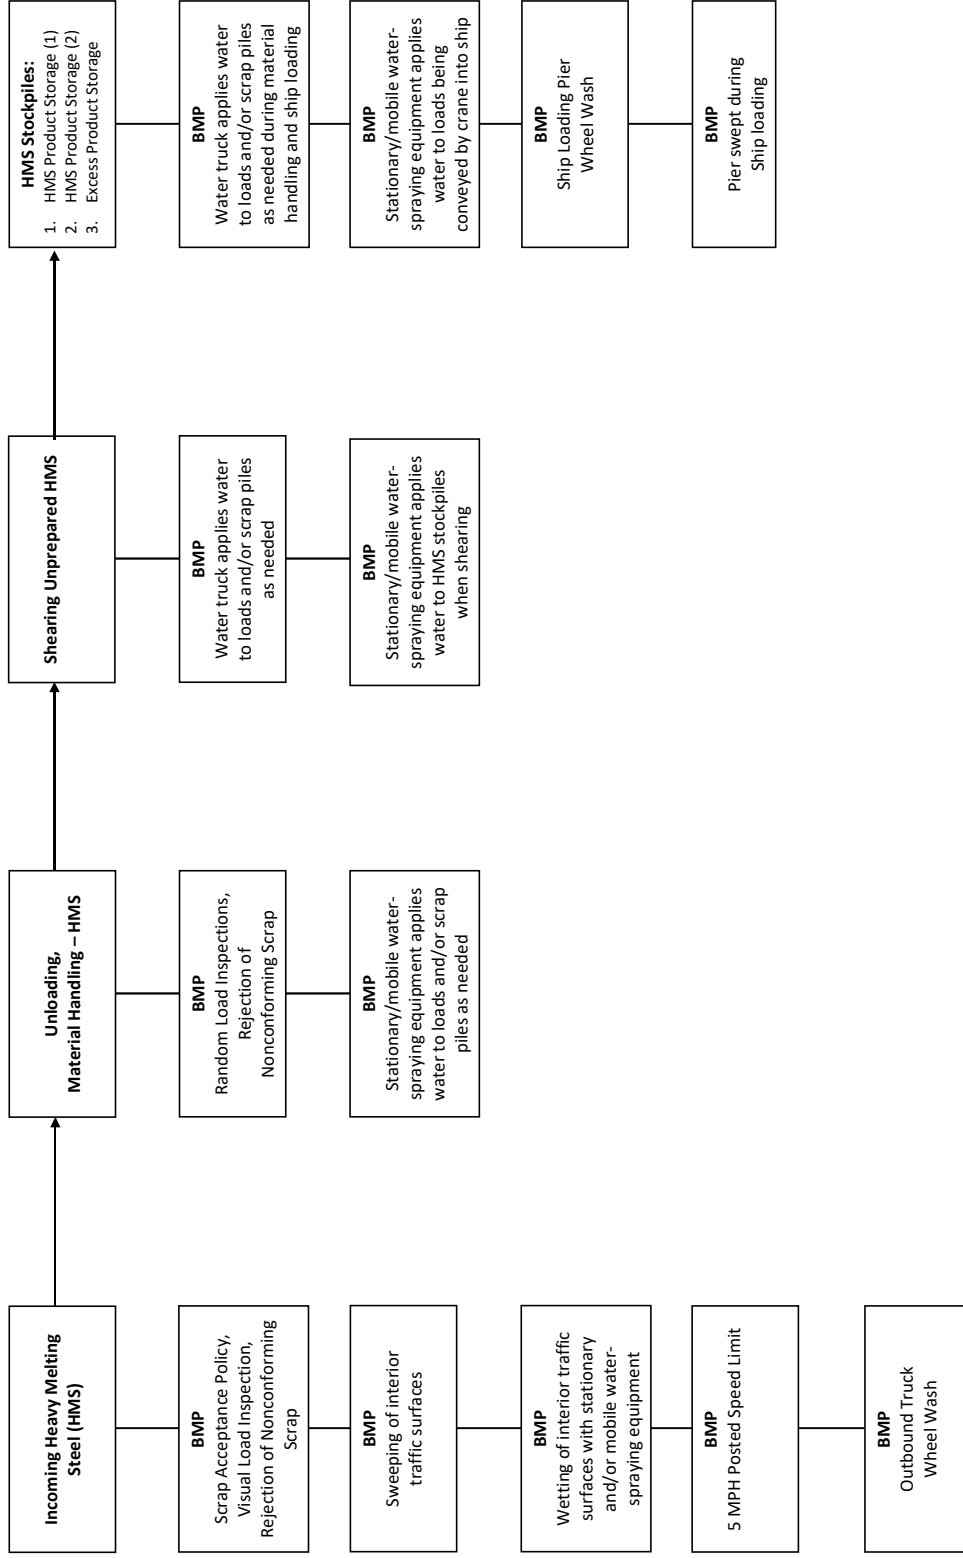 Incoming Heavy Melting
Steel (HMS)
BMP
Scrap Acceptance Policy,
Visual Load Inspection,
Rejection of Nonconforming
Scrap
BMP
Sweeping of interior
traffic surfaces
BMP
Wetting of interior traffic
surfaces with stationary
and/or mobile water-
spraying equipment
BMP
5 MPH Posted Speed Limit
BMP
Outbound Truck
Wheel Wash
Unloading,
Material Handling – HMS
BMP
Random Load Inspections,
Rejection of
Nonconforming Scrap
BMP
Stationary/mobile water-
spraying equipment applies
water to loads and/or scrap
piles as needed
Shearing Unprepared HMS
BMP
Water truck applies water
to loads and/or scrap piles
as needed
BMP
Stationary/mobile water-
spraying equipment applies
water to HMS stockpiles
when shearing
HMS Stockpiles:
1. HMS Product Storage (1)
2. HMS Product Storage (2)
3. Excess Product Storage
BMP
Water truck applies water
to loads and/or scrap piles
as needed during material
handling and ship loading
BMP
Stationary/mobile water-
spraying equipment applies
water to loads being
conveyed by crane into ship
BMP
Ship Loading Pier
Wheel Wash
BMP
Pier swept during
Ship loading